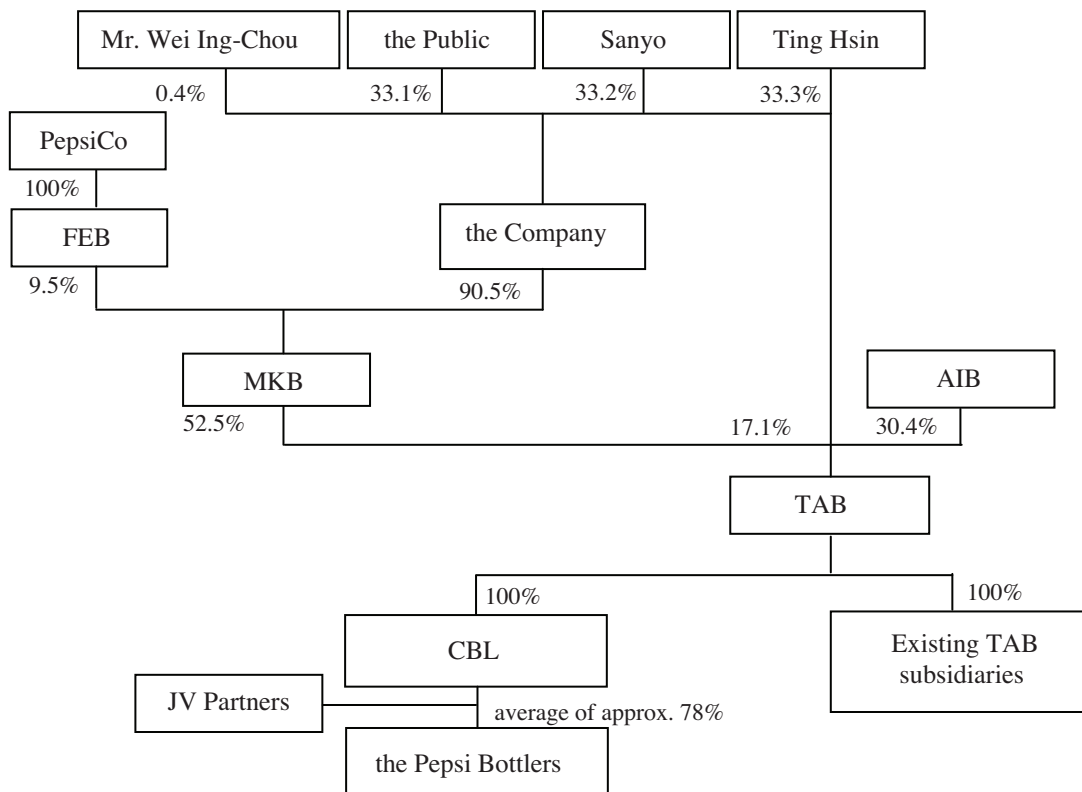 Mr. Wei Ing-Chou
the Public
Sanyo
Ting Hsin
0.4%
33.1%
33.2%
33.3%
PepsiCo
100%
FEB
the Company
9.5%
90.5%
MKB
AIB
52.5%
17.1%
30.4%
TAB
100%
100%
CBL
Existing TAB
subsidiaries
JV Partners
average of approx. 78%
the Pepsi Bottlers